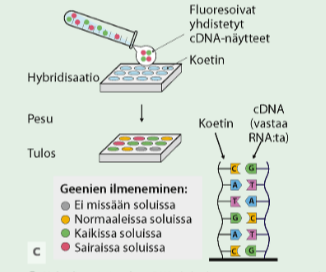 Fluoresoivat
yhdistetyt
cDNA-näytteet
Koetin
Hybridisaatio
Pesu
Tulos
Geenien ilmeneminen:
Ei missään soluissa
Normaaleissa soluissa
Kaikissa soluissa
Sairaissa soluissa
C
Koetin
cDNA
(vastaa
RNA:ta)
C G
A T
T A
G C
A T
C G